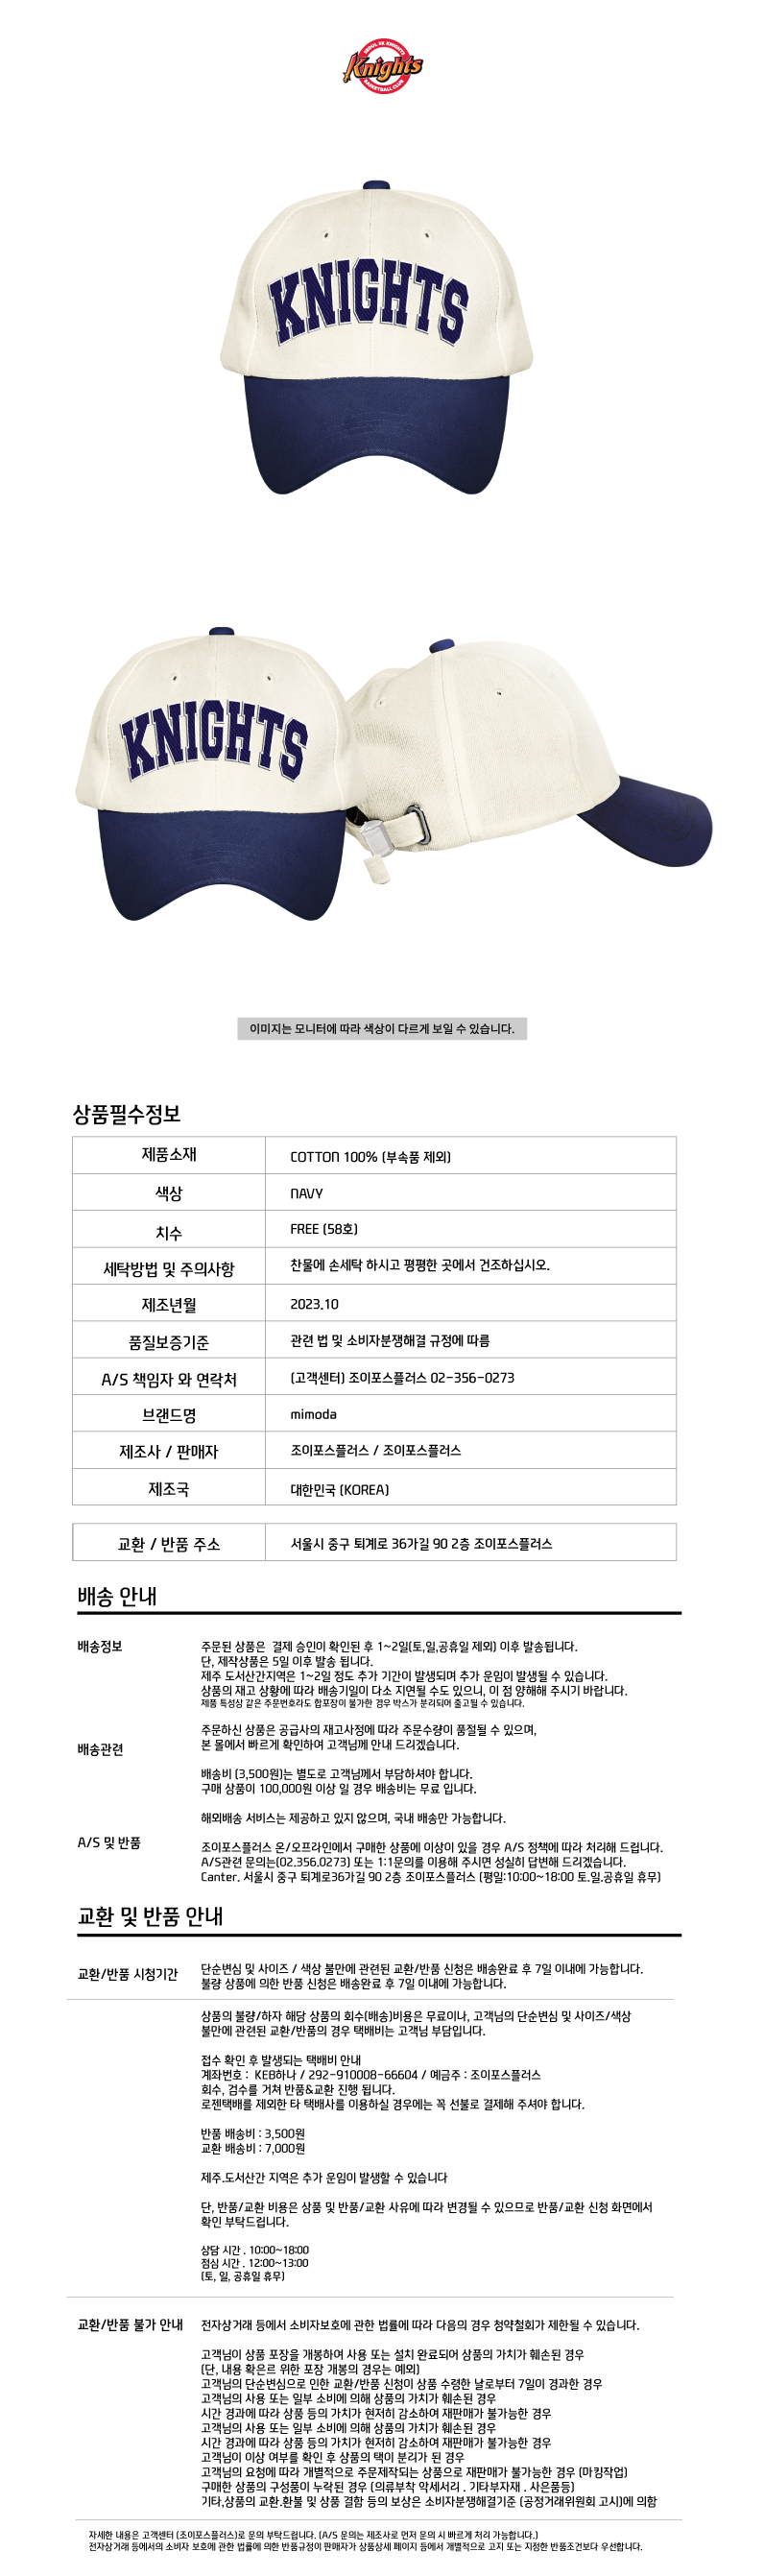 SEOUL SK KNIGHTS
Knights
BASKETBALL CLUB
KNIGHTS
KNIGHTS
이미지는 모니터에 따라 색상이 다르게 보일 수 있습니다.
상품필수정보
제품소재 COTTON 100% (부속품 제외)
색상 NAVY
치수 FREE (58호)
세탁방법 및 주의사항 찬물에 손세탁 하시고 평평한 곳에서 건조하십시오.
제조년월 2023.10
품질보증기준 관련 법 및 소비자분쟁해결 규정에 따름
A/S 책임자 와 연락처 (고객센터) 조이포스플러스 02-356-0273
브랜드명 mimoda
제조사 / 판매자 조이포스플러스 / 조이포스플러스
제조국 대한민국 (KOREA)
교환 / 반품 주소 서울시 중구 퇴계로 36가길 90 2층 조이포스플러스
배송 안내
배송정보 주문된 상품은 결제 승인이 확인된 후 1~2일(토,일,공휴일 제외) 이후 발송됩니다.
단, 제작상품은 5일 이후 발송 됩니다.
제주 도서산간지역은 1~2일 정도 추가 기간이 발생되며 추가 운임이 발생될 수 있습니다.
상품의 재고 상황에 따라 배송기일이 다소 지연될 수도 있으니, 이 점 양해해 주시기 바랍니다.
제품 특성상 같은 주문번호라도 합포장이 불가한 경우 박스가 분리되어 출고될 수 있습니다.
주문하신 상품은 공급사의 재고사정에 따라 주문수량이 품절될 수 있으며,
배송관련 본 몰에서 빠르게 확인하여 고객님께 안내 드리겠습니다.
배송비 (3,500원)는 별도로 고객님께서 부담하셔야 합니다.
구매 상품이 100,000원 이상 일 경우 배송비는 무료 입니다.
해외배송 서비스는 제공하고 있지 않으며, 국내 배송만 가능합니다.
A/S 및 반품 조이포스플러스 온/오프라인에서 구매한 상품에 이상이 있을 경우 A/S 정책에 따라 처리해 드립니다.
A/S관련 문의는(02.356.0273) 또는 1:1문의를 이용해 주시면 성실히 답변해 드리겠습니다.
Canter. 서울시 중구 퇴계로36가길 90 2층 조이포스플러스 (평일:10:00~18:00 토.일.공휴일 휴무)
교환 및 반품 안내
교환/반품 시청기간 단순변심 및 사이즈 / 색상 불만에 관련된 교환/반품 신청은 배송완료 후 7일 이내에 가능합니다.
불량 상품에 의한 반품 신청은 배송완료 후 7일 이내에 가능합니다.
상품의 불량/하자 해당 상품의 회수(배송)비용은 무료이나, 고객님의 단순변심 및 사이즈/색상
불만에 관련된 교환/반품의 경우 택배비는 고객님 부담입니다.
접수 확인 후 발생되는 택배비 안내
계좌번호 : KEB하나 / 292-910008-66604 / 예금주 : 조이포스플러스
회수, 검수를 거쳐 반품&교환 진행 됩니다.
로젠택배를 제외한 타 택배사를 이용하실 경우에는 꼭 선불로 결제해 주셔야 합니다.
반품 배송비 : 3,500원
교환 배송비 : 7,000원
제주.도서산간 지역은 추가 운임이 발생할 수 있습니다
단, 반품/교환 비용은 상품 및 반품/교환 사유에 따라 변경될 수 있으므로 반품/교환 신청 화면에서
확인 부탁드립니다.
상담 시간 . 10:00~18:00
점심 시간 . 12:00~13:00
(토, 일, 공휴일 휴무)
교환/반품 불가 안내 전자상거래 등에서 소비자보호에 관한 법률에 따라 다음의 경우 청약철회가 제한될 수 있습니다.
고객님이 상품 포장을 개봉하여 사용 또는 설치 완료되어 상품의 가치가 훼손된 경우
(단, 내용 확은르 위한 포장 개봉의 경우는 예외)
고객님의 단순변심으로 인한 교환/반품 신청이 상품 수령한 날로부터 7일이 경과한 경우
고객님의 사용 또는 일부 소비에 의해 상품의 가치가 훼손된 경우
시간 경과에 따라 상품 등의 가치가 현저히 감소하여 재판매가 불가능한 경우
고객님의 사용 또는 일부 소비에 의해 상품의 가치가 훼손된 경우
시간 경과에 따라 상품 등의 가치가 현저히 감소하여 재판매가 불가능한 경우
고객님이 이상 여부를 확인 후 상품의 택이 분리가 된 경우
고객님의 요청에 따라 개별적으로 주문제작되는 상품으로 재판매가 불가능한 경우 (마킹작업)
구매한 상품의 구성품이 누락된 경우 (의류부착 악세서리 . 기타부자재 . 사은품등)
기타,상품의 교환.환불 및 상품 결함 등의 보상은 소비자분쟁해결기준 (공정거래위원회 고시)에 의함
자세한 내용은 고객센터 (조이포스플러스)로 문의 부탁드립니다. (A/S 문의는 제조사로 먼저 문의 시 빠르게 처리 가능합니다.)
전자상거래 등에서의 소비자 보호에 관한 법률에 의한 반품규정이 판매자가 상품상세 페이지 등에서 개별적으로 고지 또는 지정한 반품조건보다 우선합니다.